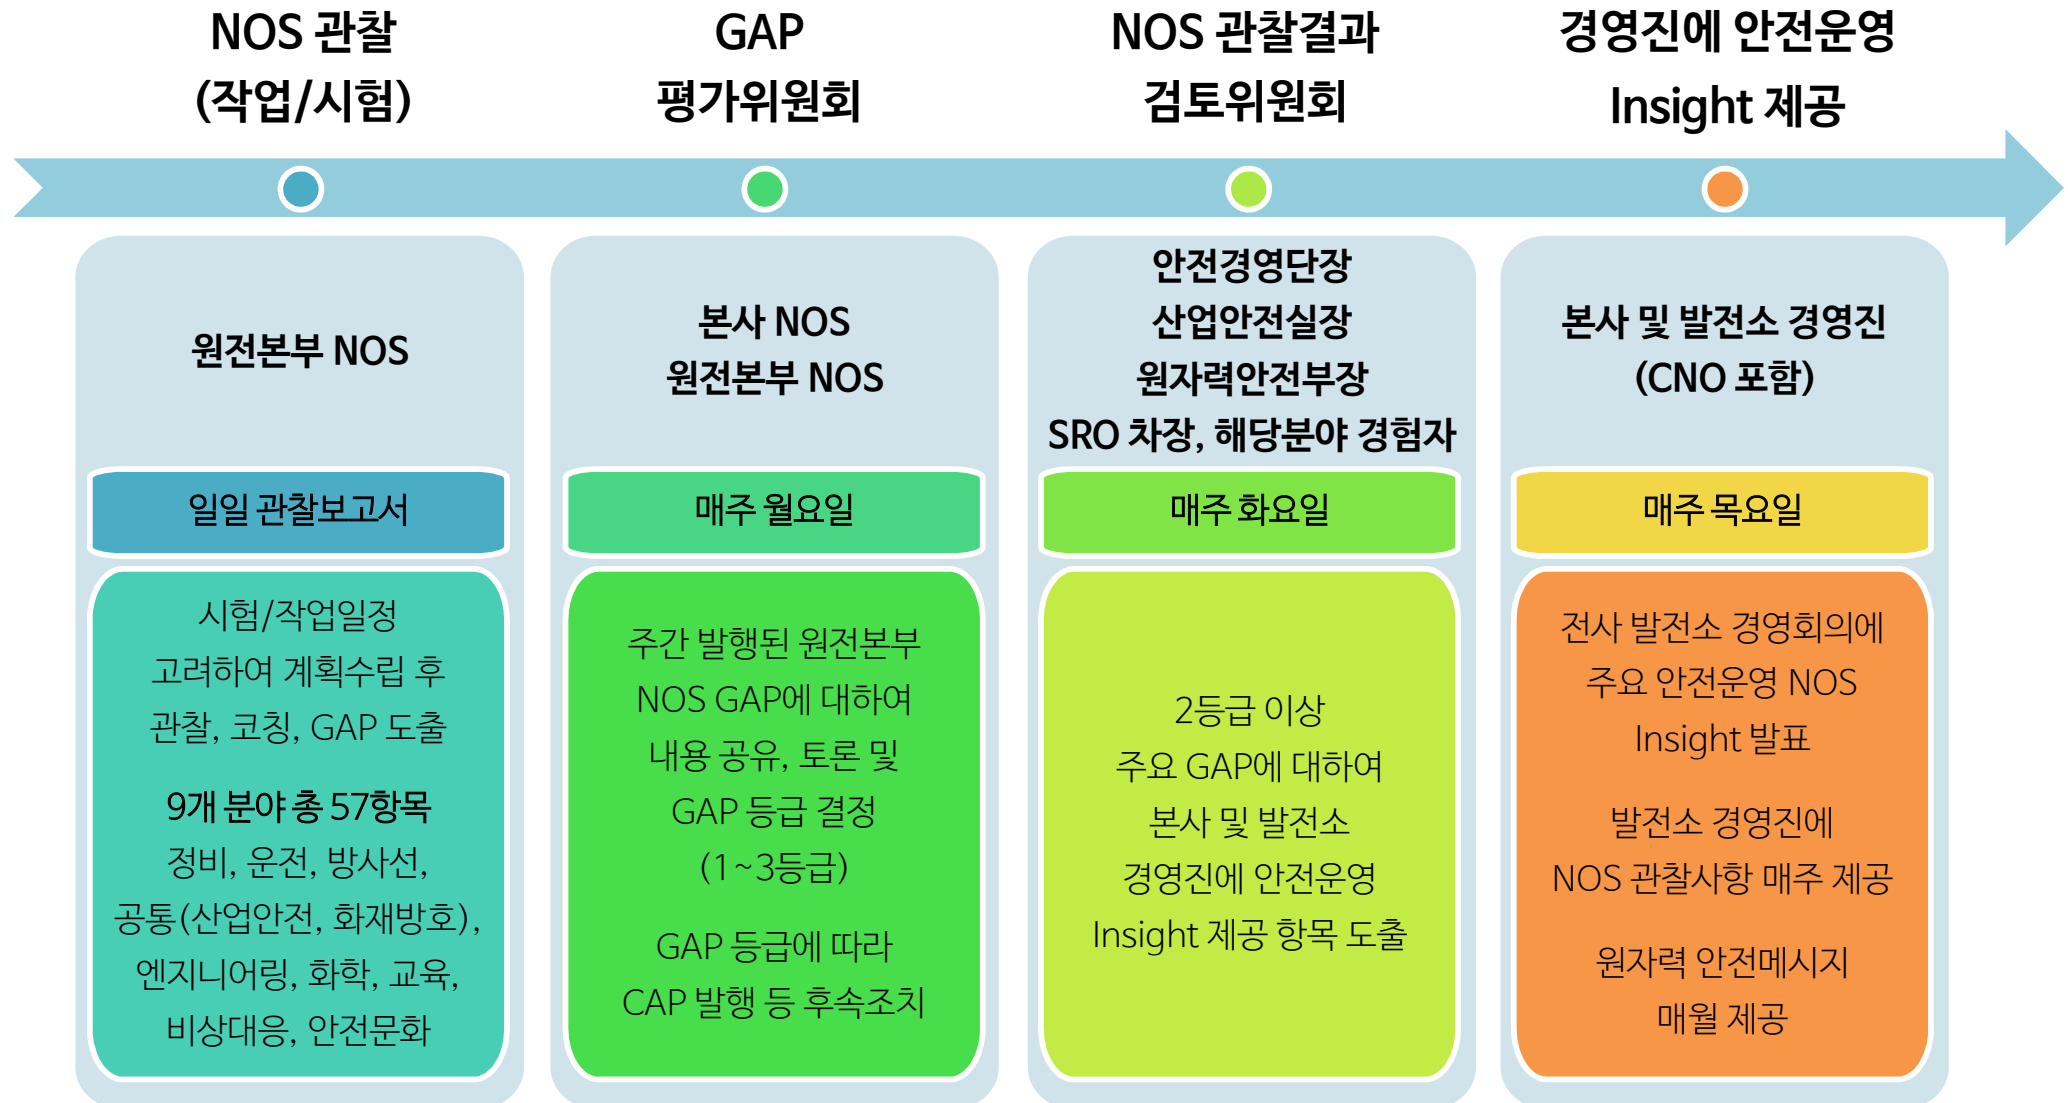 NOS 관찰
(작업/시험)
GAP
평가위원회
NOS 관찰결과
검토위원회
경영진에 안전운영
Insight 제공
원전본부 NOS
일일 관찰보고서
시험/작업일정
고려하여 계획수립 후
관찰, 코칭, GAP 도출
9개 분야 총 57항목
정비, 운전, 방사선,
공통(산업안전, 화재방호),
엔지니어링, 화학, 교육,
비상대응, 안전문화
본사 NOS
원전본부 NOS
매주 월요일
주간 발행된 원전본부
NOS GAP에 대하여
내용 공유, 토론 및
GAP 등급 결정
(1~3등급)
GAP 등급에 따라
CAP 발행 등 후속조치
안전경영단장
산업안전실장
원자력안전부장
SRO 차장, 해당분야 경험자
매주 화요일
2등급 이상
주요 GAP에 대하여
본사 및 발전소
경영진에 안전운영
Insight 제공 항목 도출
본사 및 발전소 경영진
(CNO 포함)
매주 목요일
전사 발전소 경영회의에
주요 안전운영 NOS
Insight 발표
발전소 경영진에
NOS 관찰사항 매주 제공
원자력 안전메시지
매월 제공